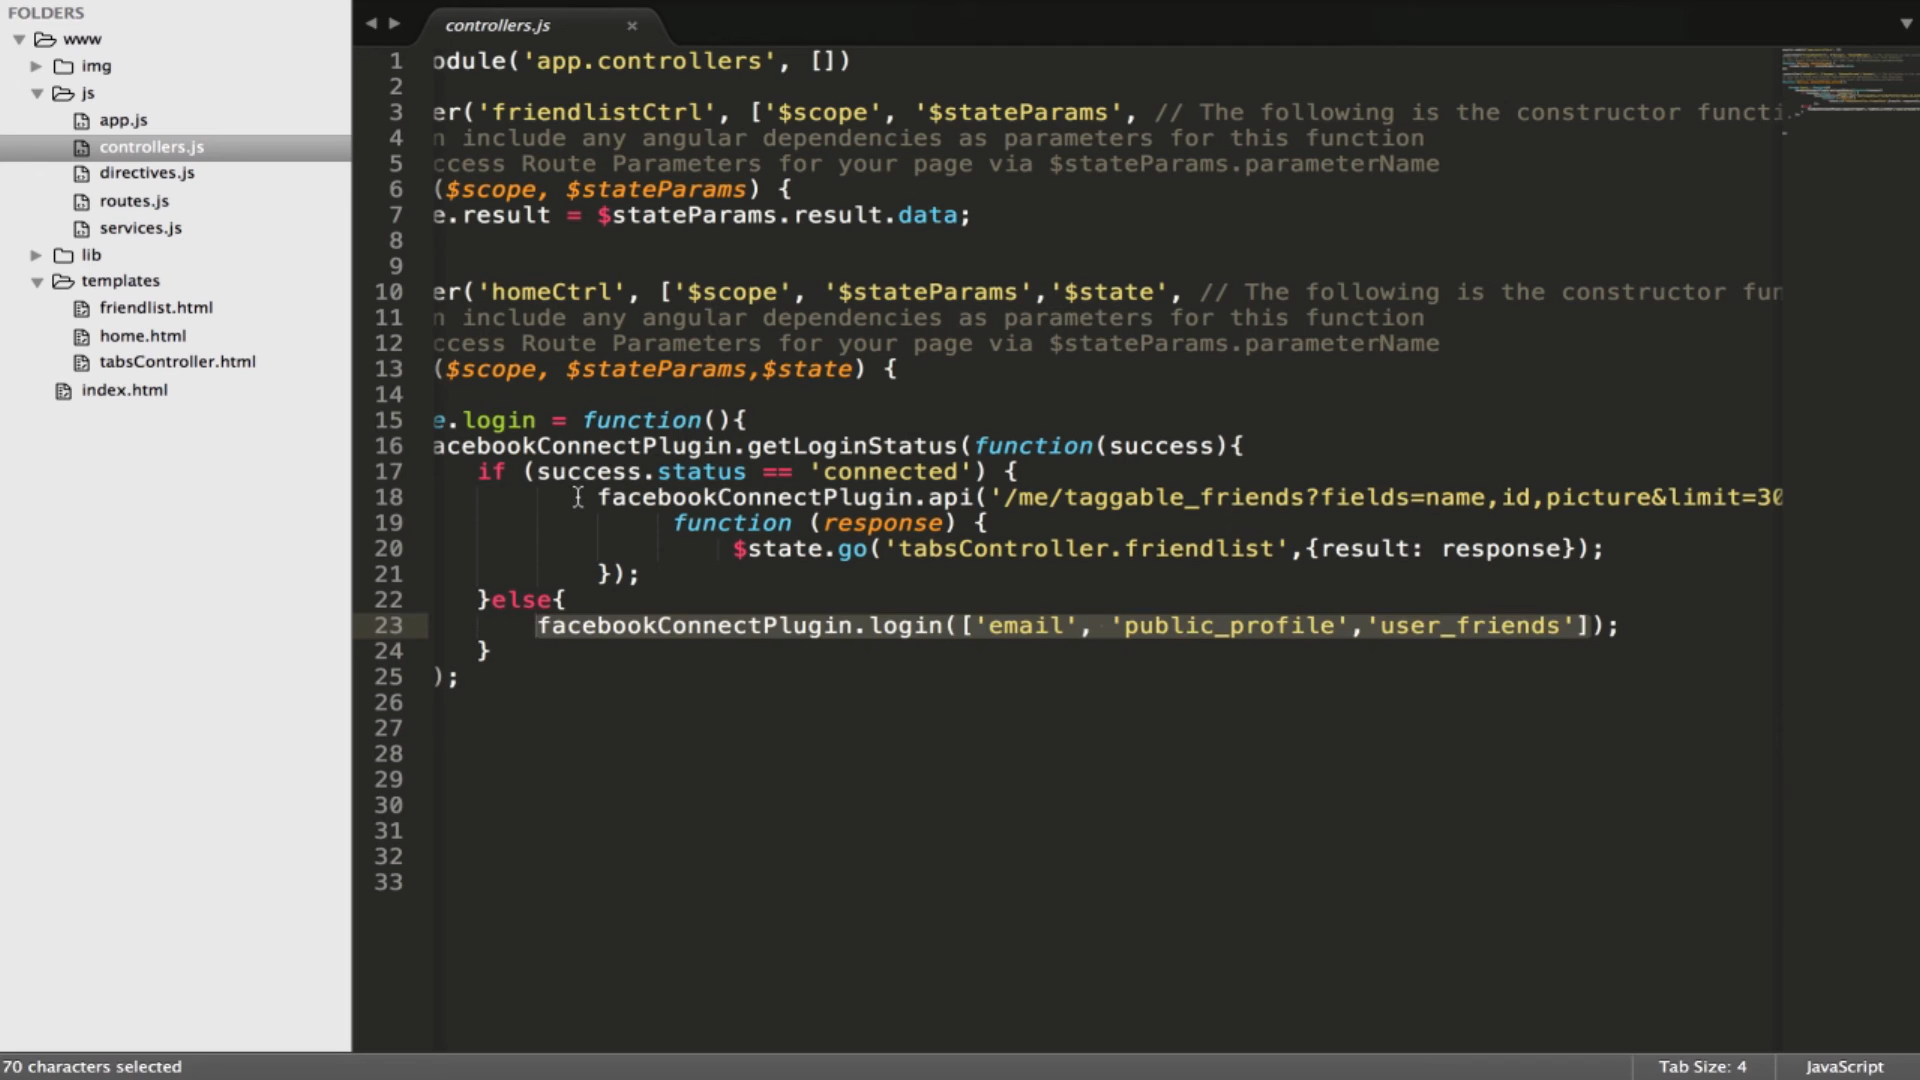 FOLDERS
www
img
js
app.js
controllers.js
directives.js
routes.js
services.js
lib
templates
friendlist.html
home.html
tabsController.html
index.html
controllers.js
1 odule('app.controllers', [])
2
3 er('friendlistCtrl', ['$scope', '$stateParams', // The following is the constructor functi
4 n include any angular dependencies as parameters for this function
5 ccess Route Parameters for your page via $stateParams.parameterName
6 ($scope, $stateParams) {
7 e.result = $stateParams.result.data;
8
9
10 er('homeCtrl', ['$scope', '$stateParams','$state', // The following is the constructor fun
11 n include any angular dependencies as parameters for this function
12 ccess Route Parameters for your page via $stateParams.parameterName
13 ($scope, $stateParams,$state) {
14
15 e.login = function(){
16 acebookConnectPlugin.getLoginStatus(function(success){
17 if (success.status == 'connected') {
18 facebookConnectPlugin.api('/me/taggable_friends?fields=name,id,picture&limit=30
19 function (response) {
20 $state.go('tabsController.friendlist',{result: response});
21 });
22 }else{
23 facebookConnectPlugin.login(['email', 'public_profile','user_friends']);
24 }
25 );
26
27
28
29
30
31
32
33
70 characters selected
Tab Size: 4
JavaScript